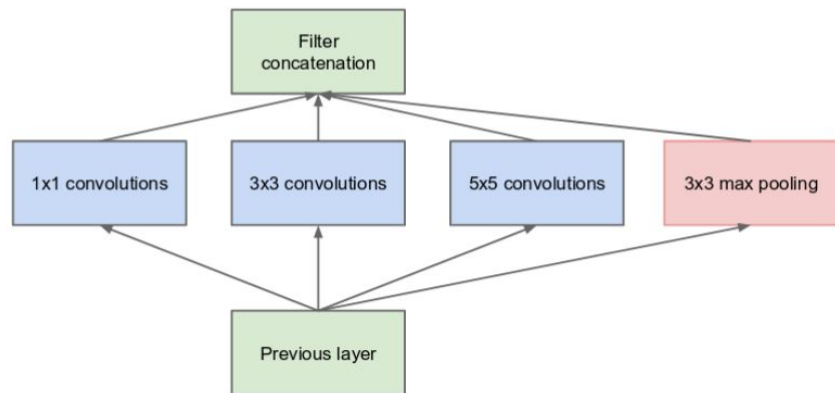 Filter
concatenation
1x1 convolutions
3x3 convolutions
5x5 convolutions
3x3 max pooling
Previous layer